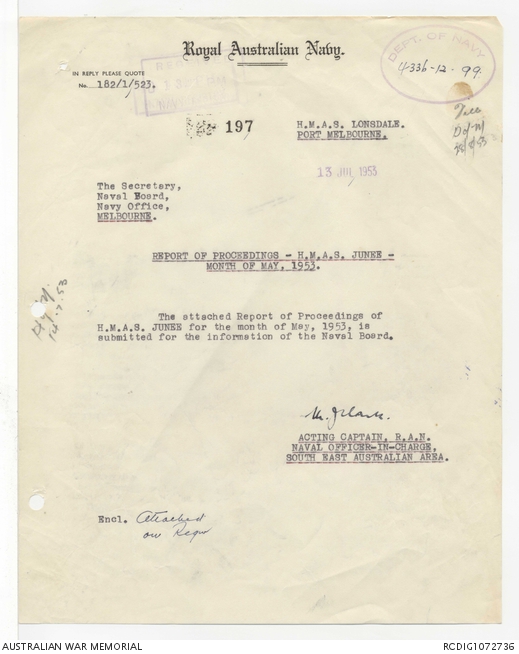 Royal Australian Navy.
IN REPLY PLEASE QUOTE
No. 182/1/523.
DEPT. OF NAVY
4336-12-99
197
H.M.A.S. LONSDALE.
PORT MELBOURNE.
13 JUL 1953
The Secretary,
Naval Board,
Navy Office,
MELBOURNE.
REPORT OF PROCEEDINGS - H.M.A.S. JUNEE -
MONTH OF MAY, 1953.
The attached Report of Proceedings of
H.M.A.S. JUNEE for the month of May, 1953, is
submitted for the information of the Naval Board.
14.7.53
ACTING CAPTAIN, R.A.N.
NAVAL OFFICER-IN-CHARGE,
SOUTH EAST AUSTRALIAN AREA.
Encl. Attached
AUSTRALIAN WAR MEMORIAL
RCDIG1072736